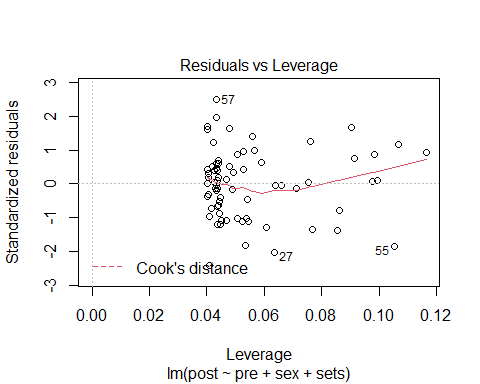 Residuals vs Leverage
Standardized residuals
3
2
1
0
-1
-2
-3
57
27
55
Cook's distance
0.00 0.02 0.04 0.06 0.08 0.10 0.12
Leverage
lm(post ~ pre + sex + sets)